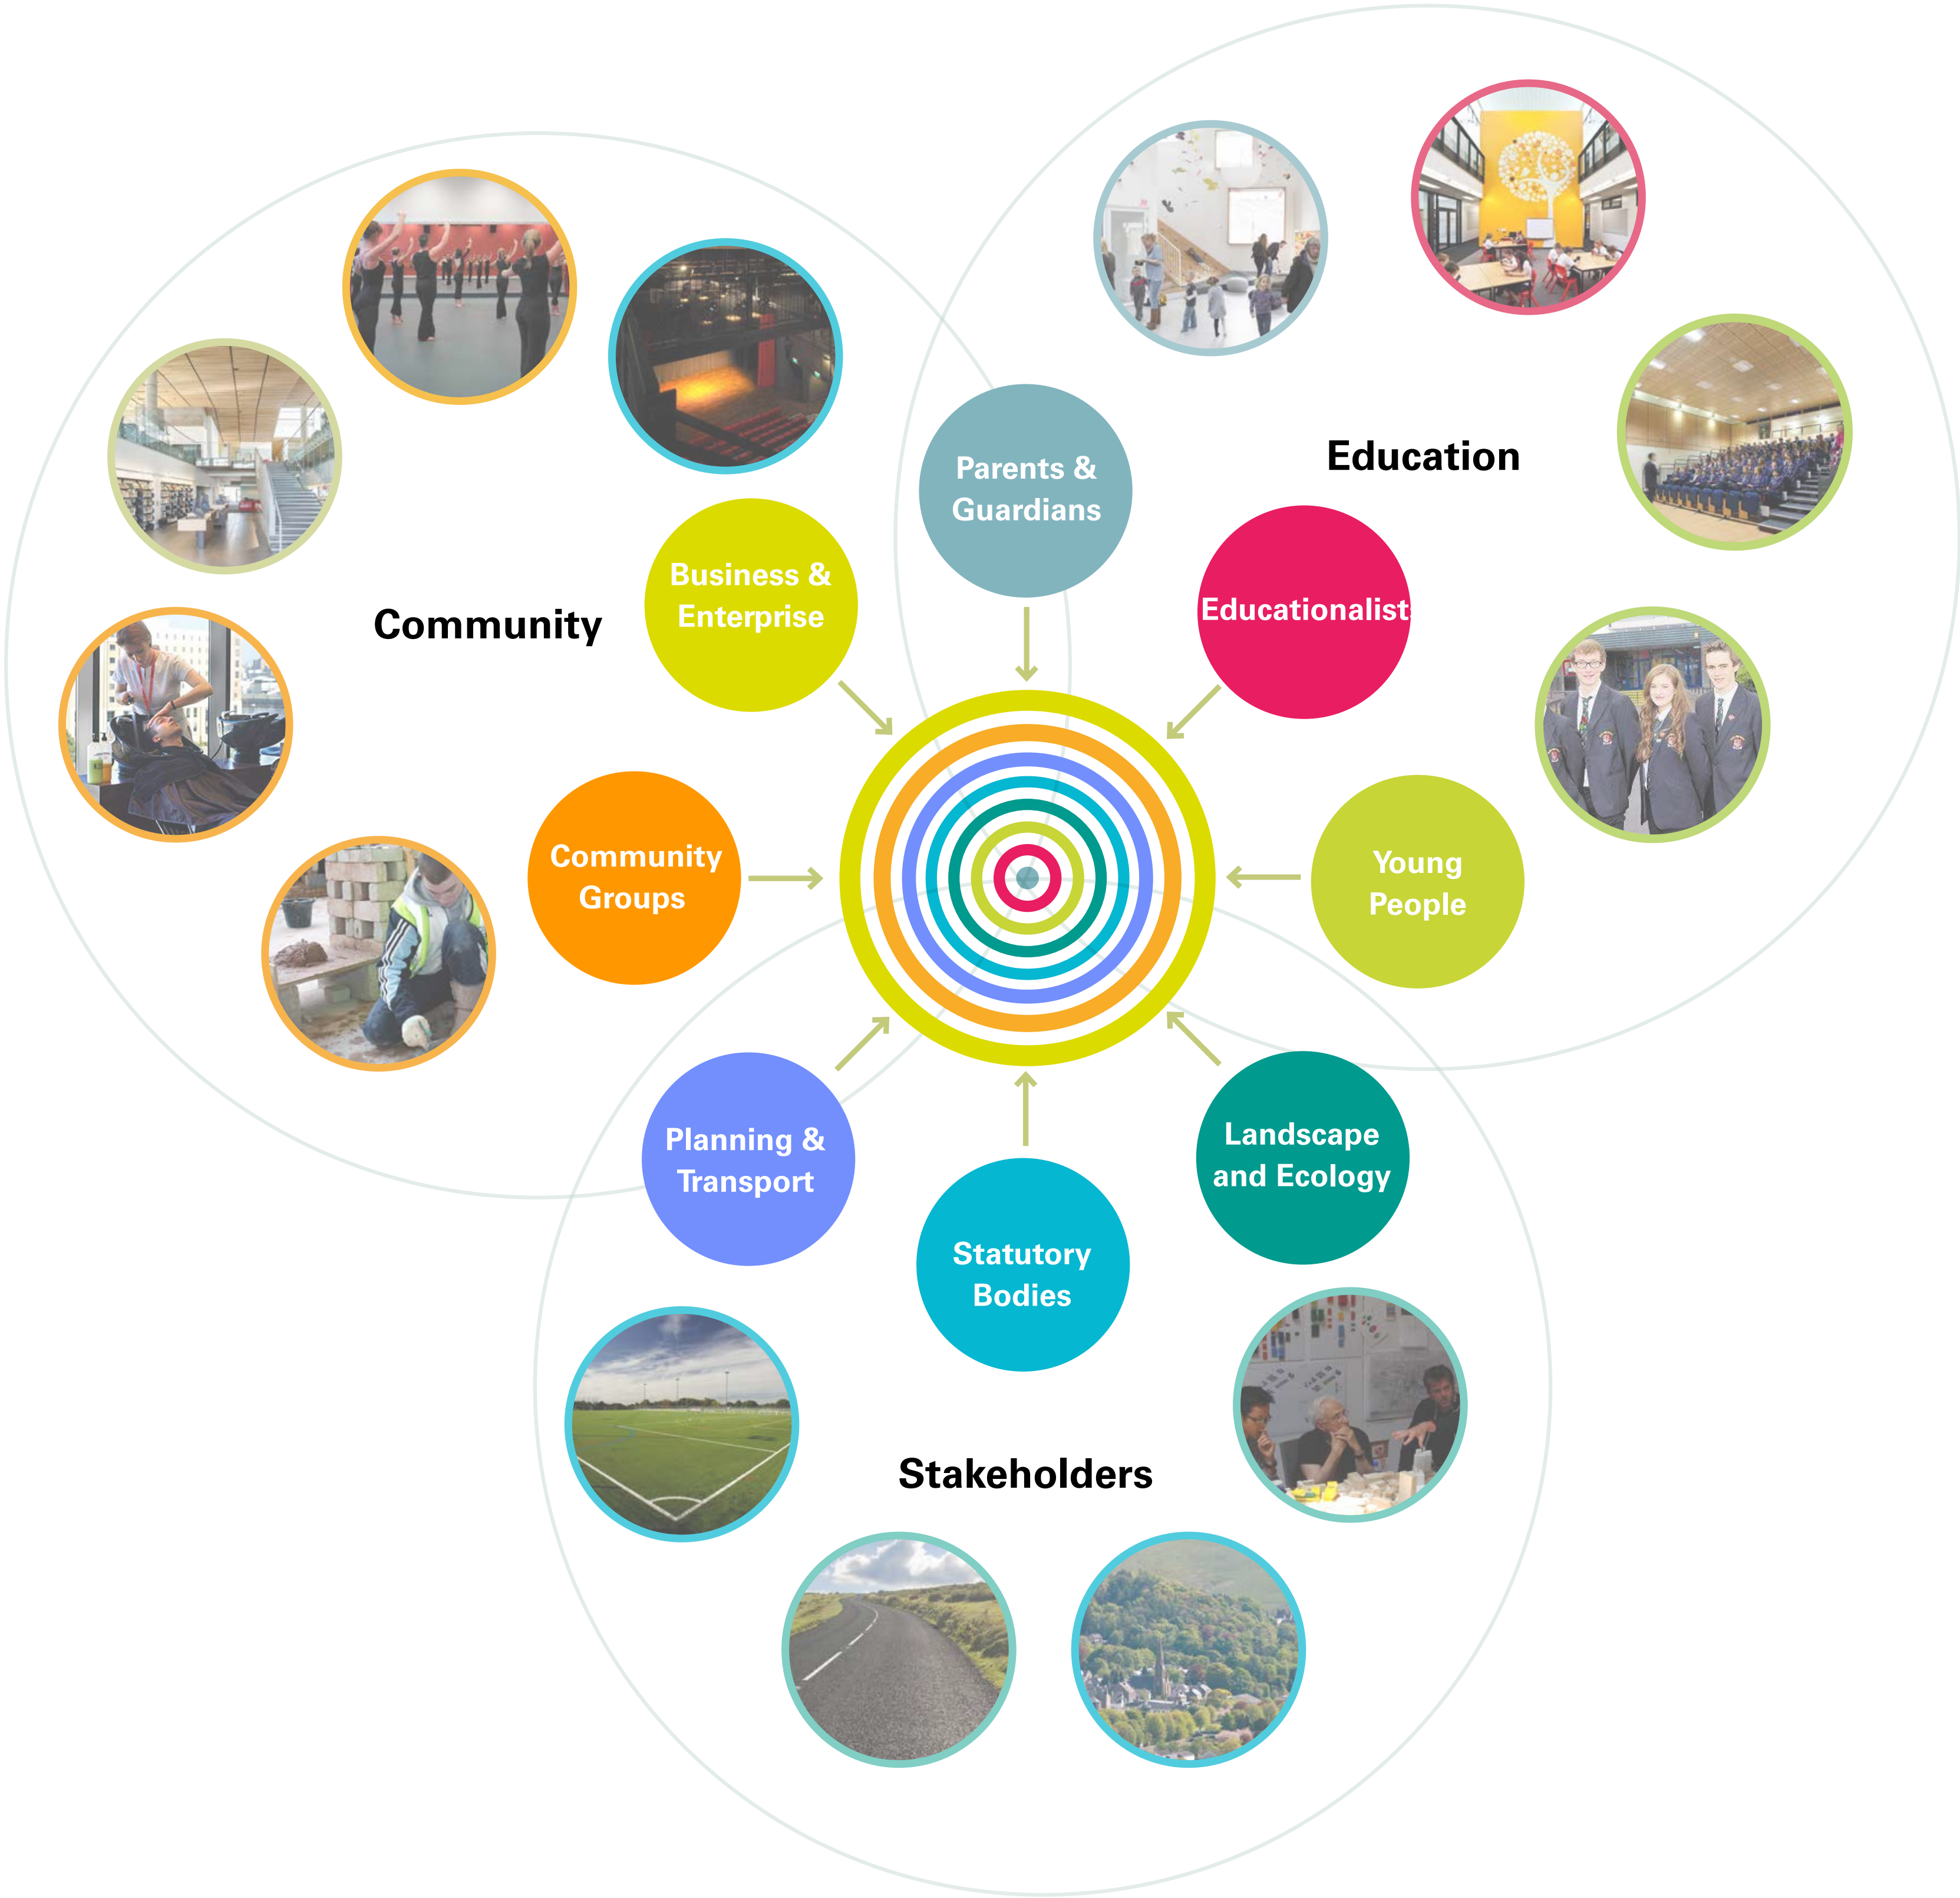 Education
Parents &
Guardians
Educationalist
Business &
Enterprise
Community
Community
Groups
Young
People
Planning &
Transport
Landscape
and Ecology
Statutory
Bodies
Stakeholders